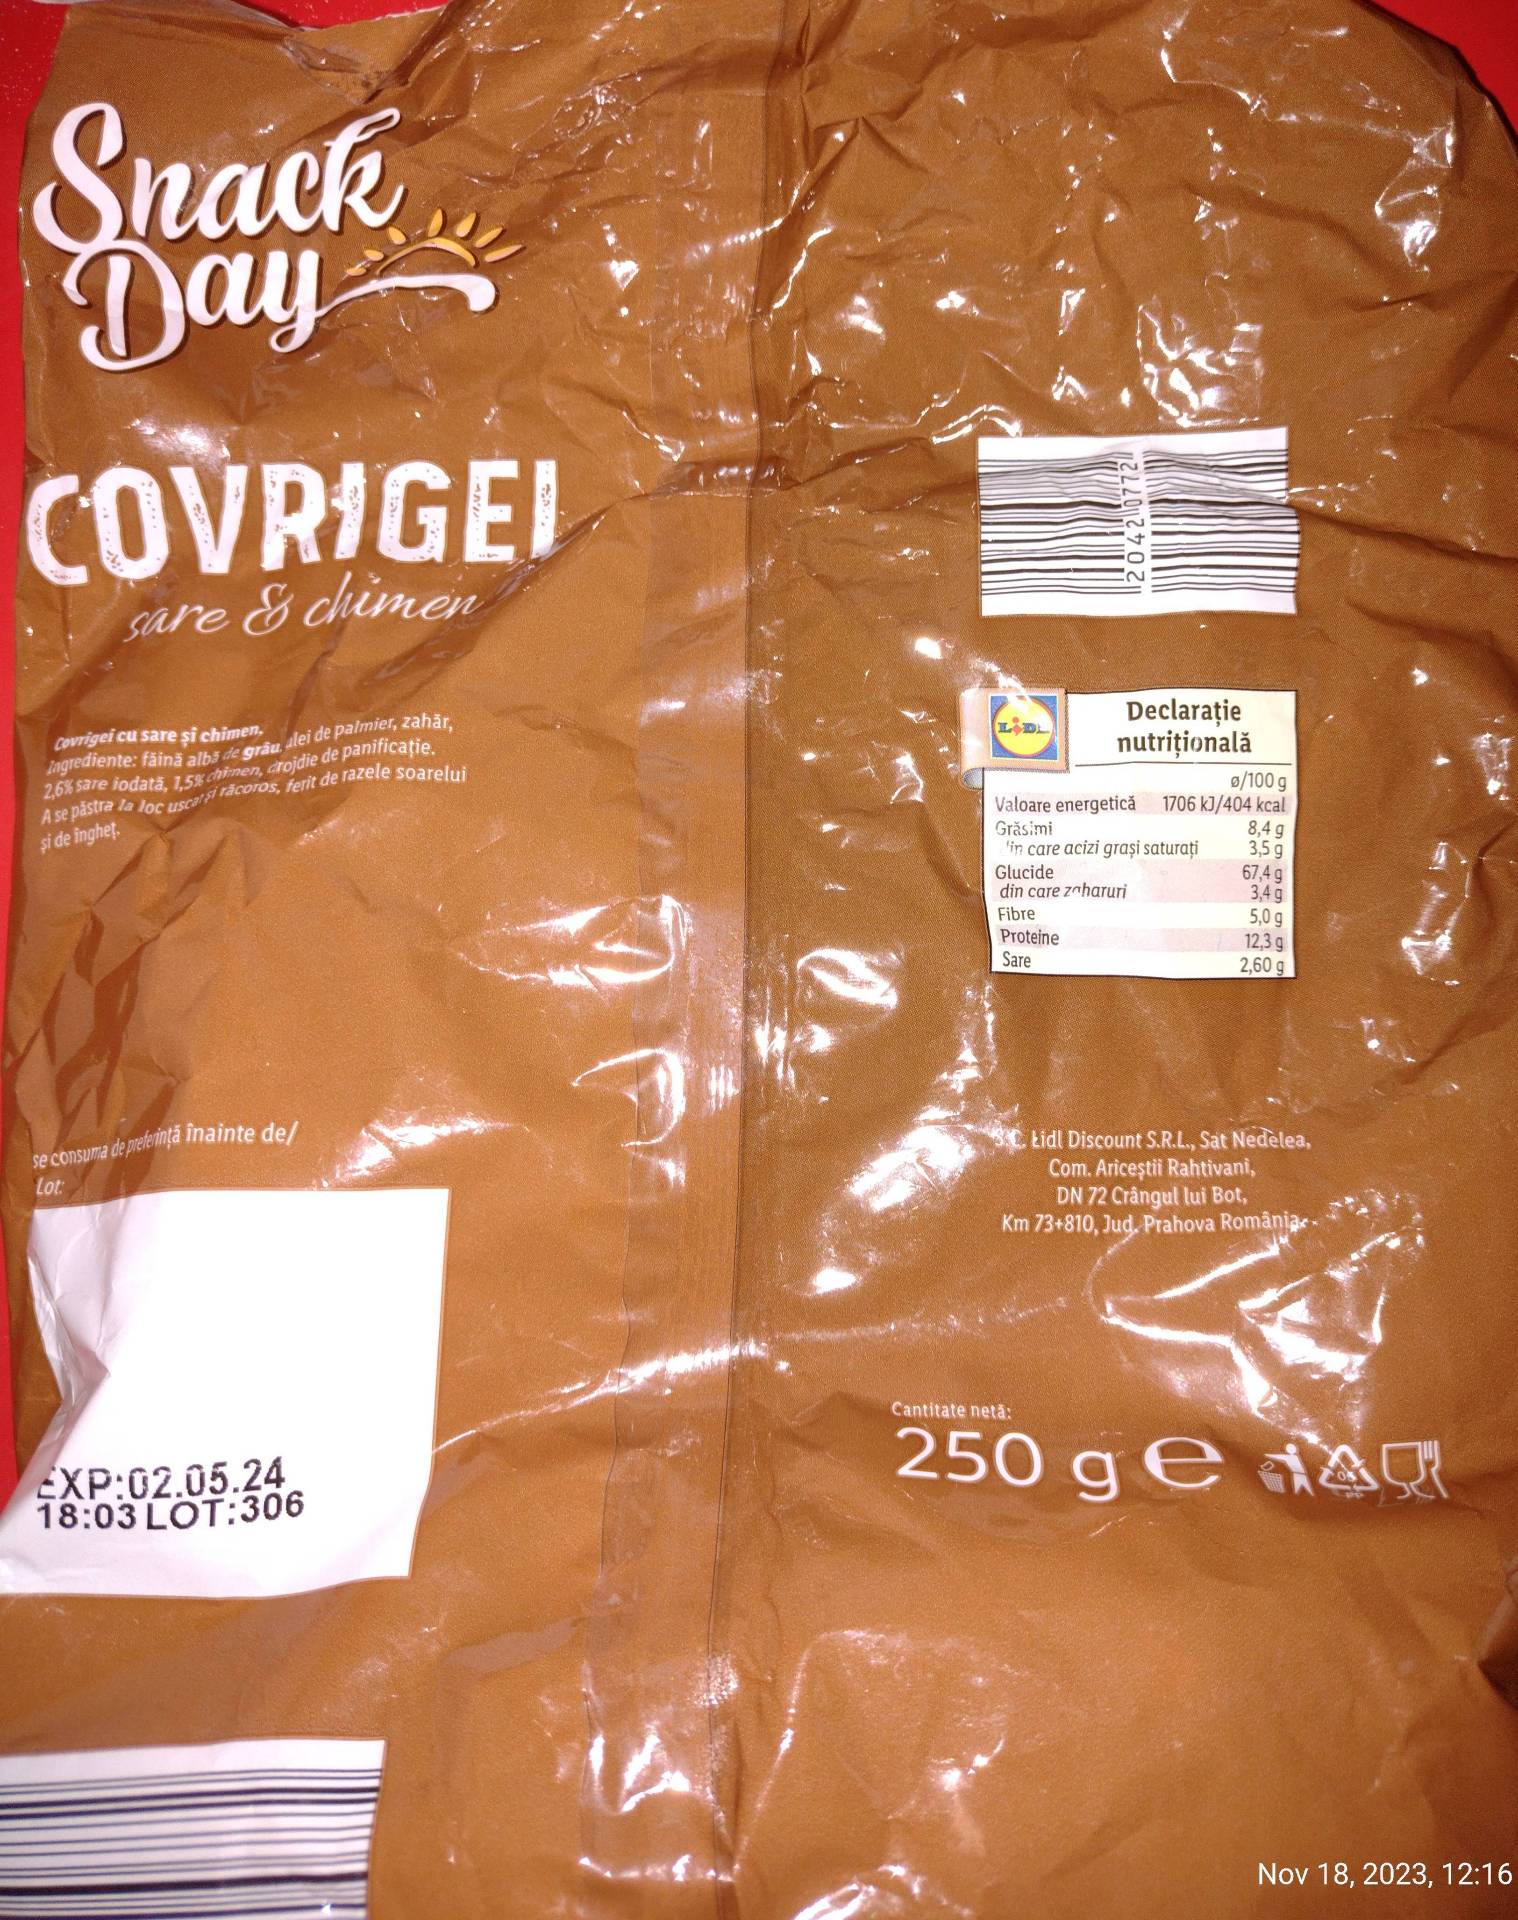 Snack
Day
COVRIGEI
sare & chimen
Covrigei cu sare și chimen.
Ingrediente: făină albă de grâu, ulei de palmier, zahăr,
2,6% sare iodată, 1,5% chimen, drojdie de panificație.
A se păstra la loc uscat și răcoros, ferit de razele soarelui
și de îngheț.
se consuma de preferință înainte de/
Lot:
EXP:02.05.24
18:03 LOT:306
2042 0772
LIDL
Declarație
nutrițională
ø/100 g
Valoare energetică 1706 kJ/404 kcal
Grăsimi 8,4 g
din care acizi grași saturați 3,5 g
Glucide 67,4 g
din care zaharuri 3,4 g
Fibre 5,0 g
Proteine 12,3 g
Sare 2,60 g
S.C. Lidl Discount S.R.L., Sat Nedelea,
Com. Ariceștii Rahtivani,
DN 72 Crângul lui Bot,
Km 73+810, Jud. Prahova România
Cantitate netă:
250 g e
05
PP
Nov 18, 2023, 12:16